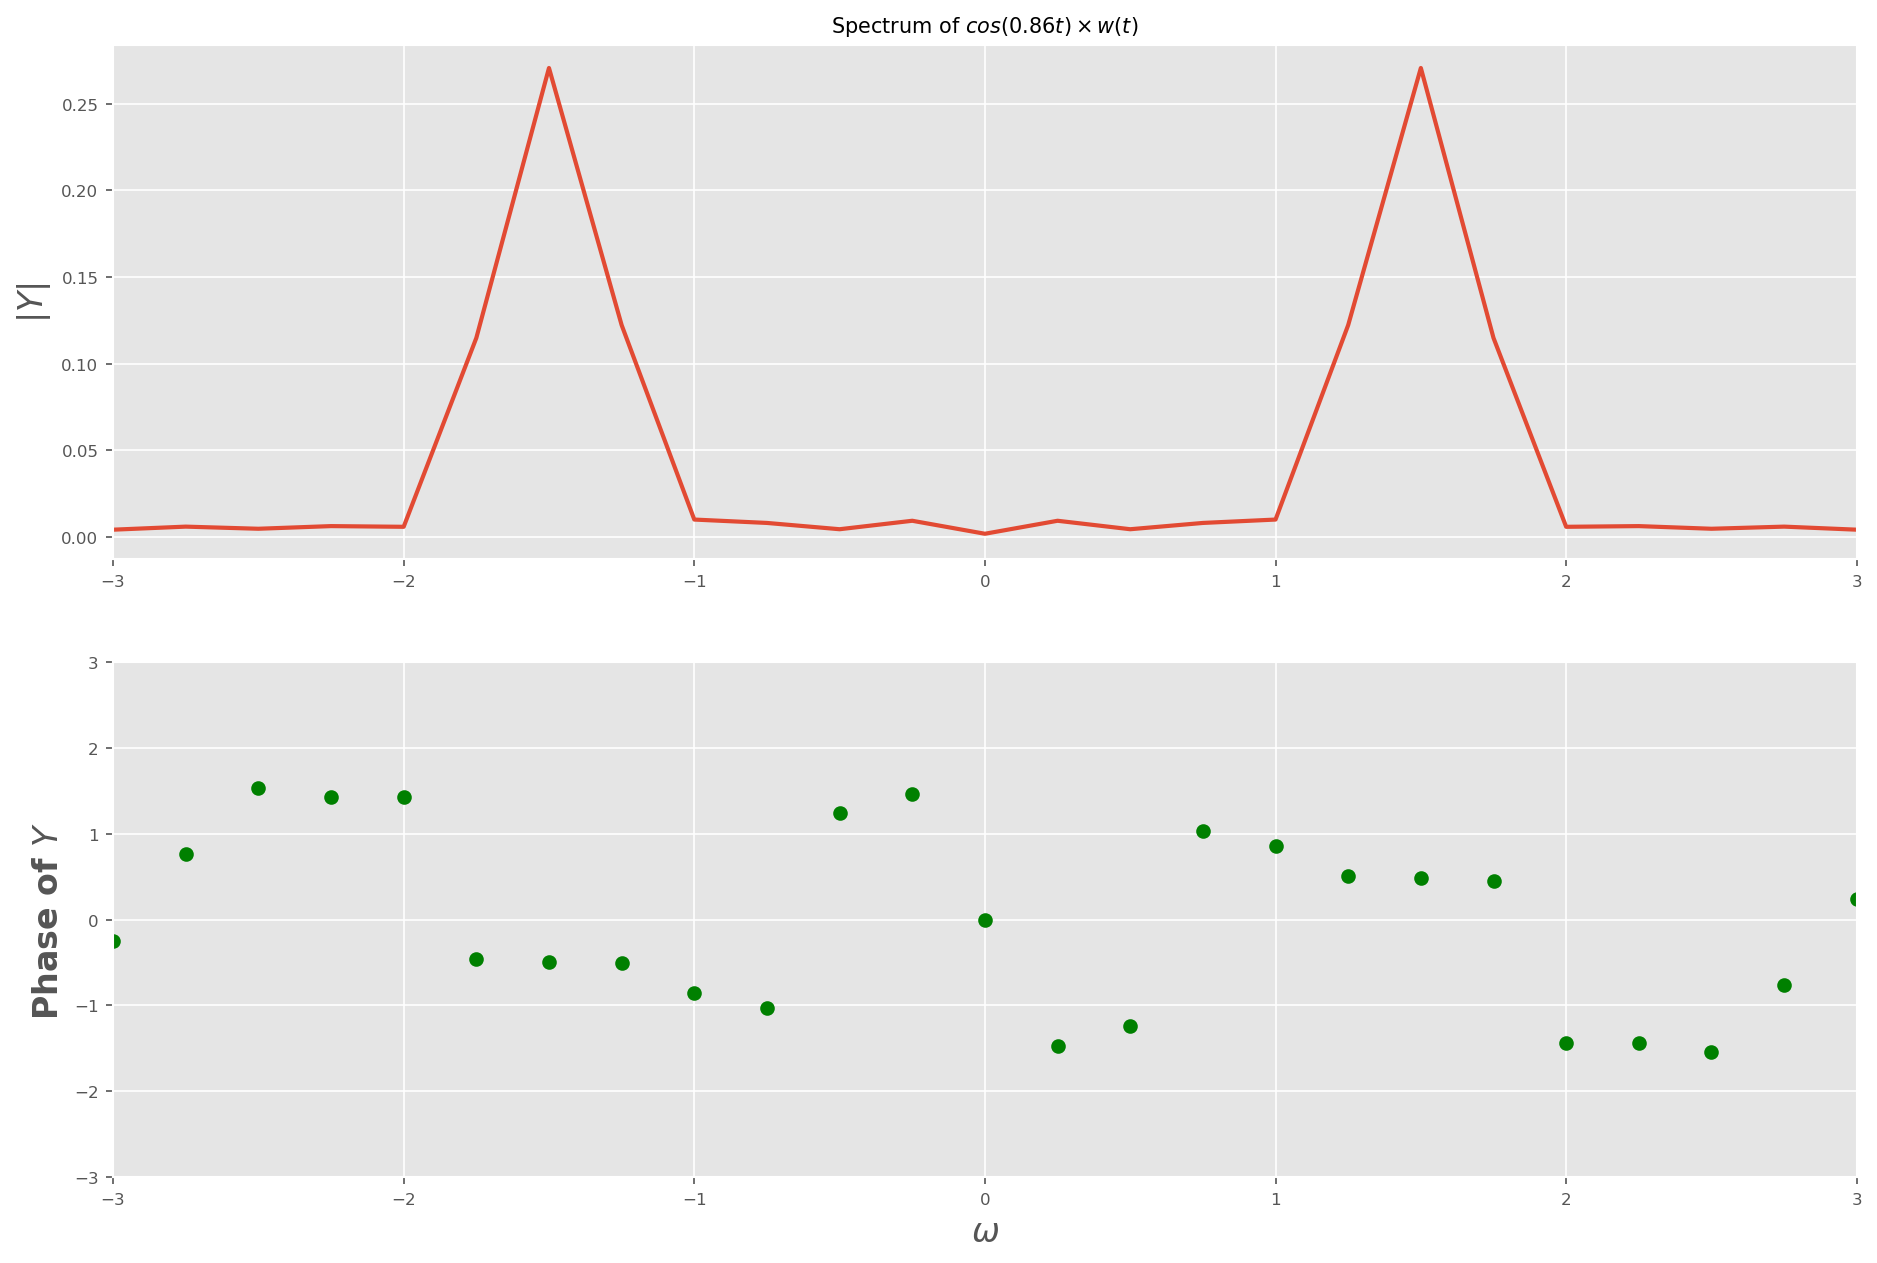 Spectrum of cos(0.86t) × w(t)
|Y|
0.25
0.20
0.15
0.10
0.05
0.00
−3 −2 −1 0 1 2 3
Phase of Y
3
2
1
0
−1
−2
−3
−3 −2 −1 0 1 2 3
ω